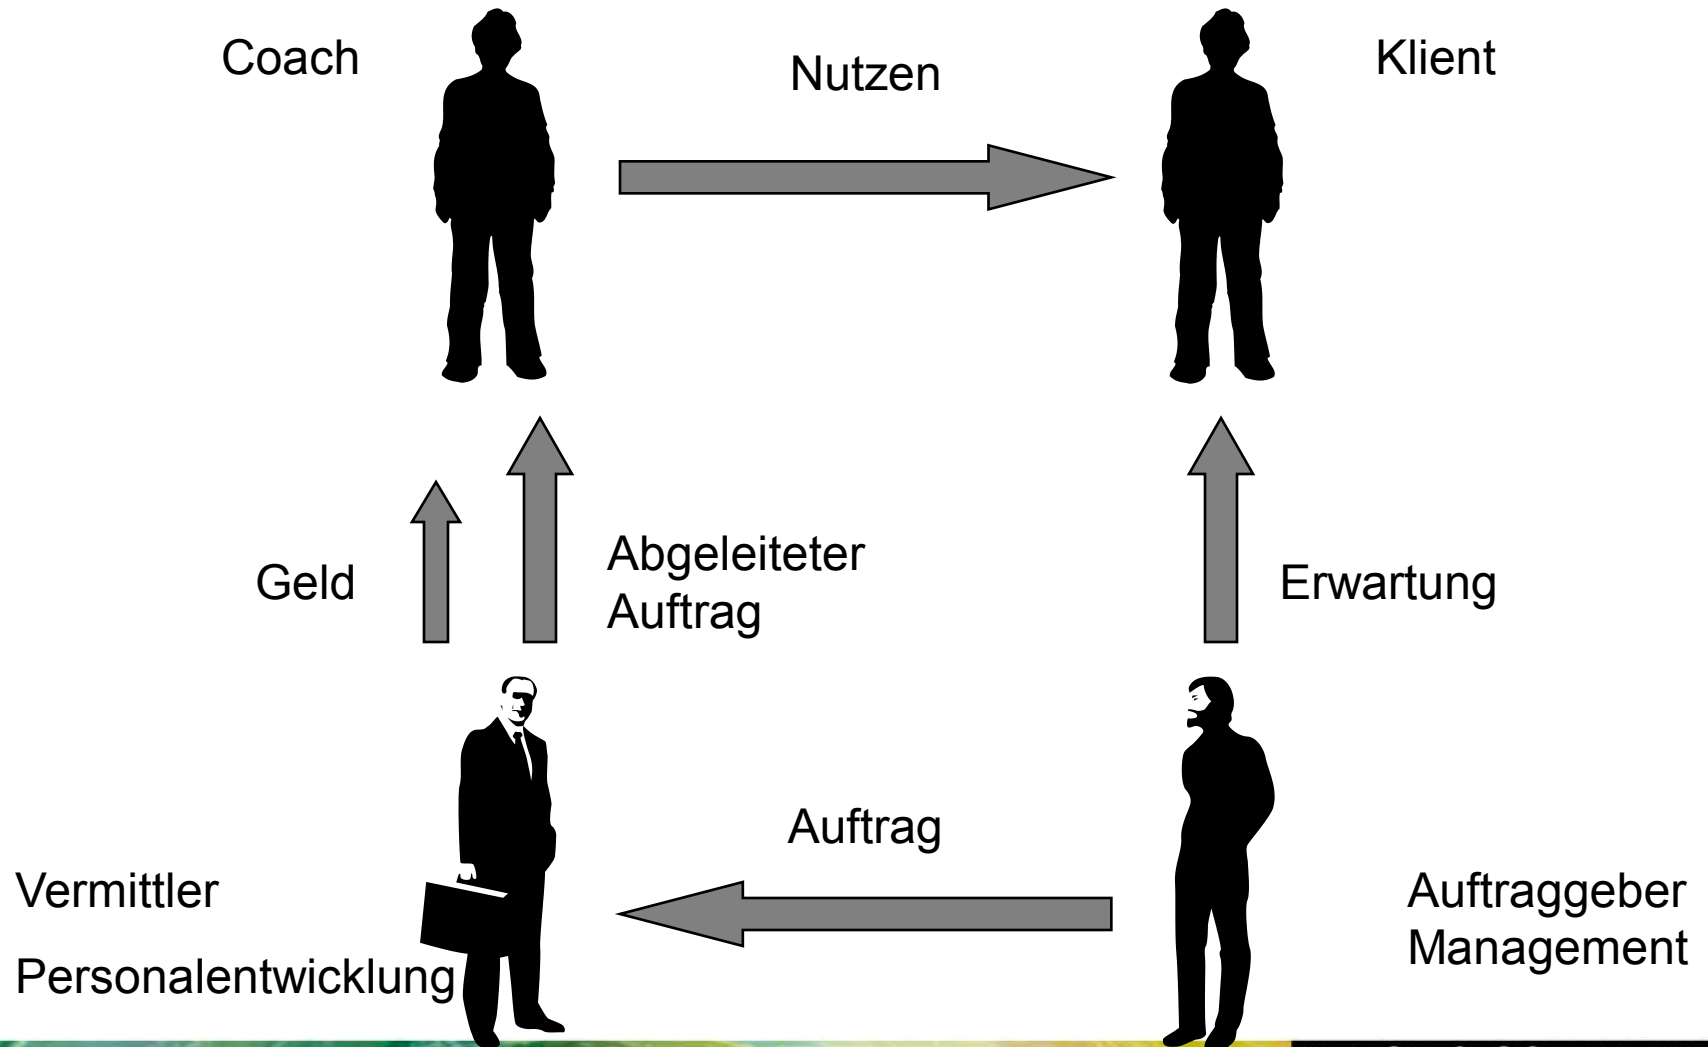 Coach
Nutzen
Klient
Geld
Abgeleiteter
Auftrag
Erwartung
Auftrag
Vermittler
Personalentwicklung
Auftraggeber
Management